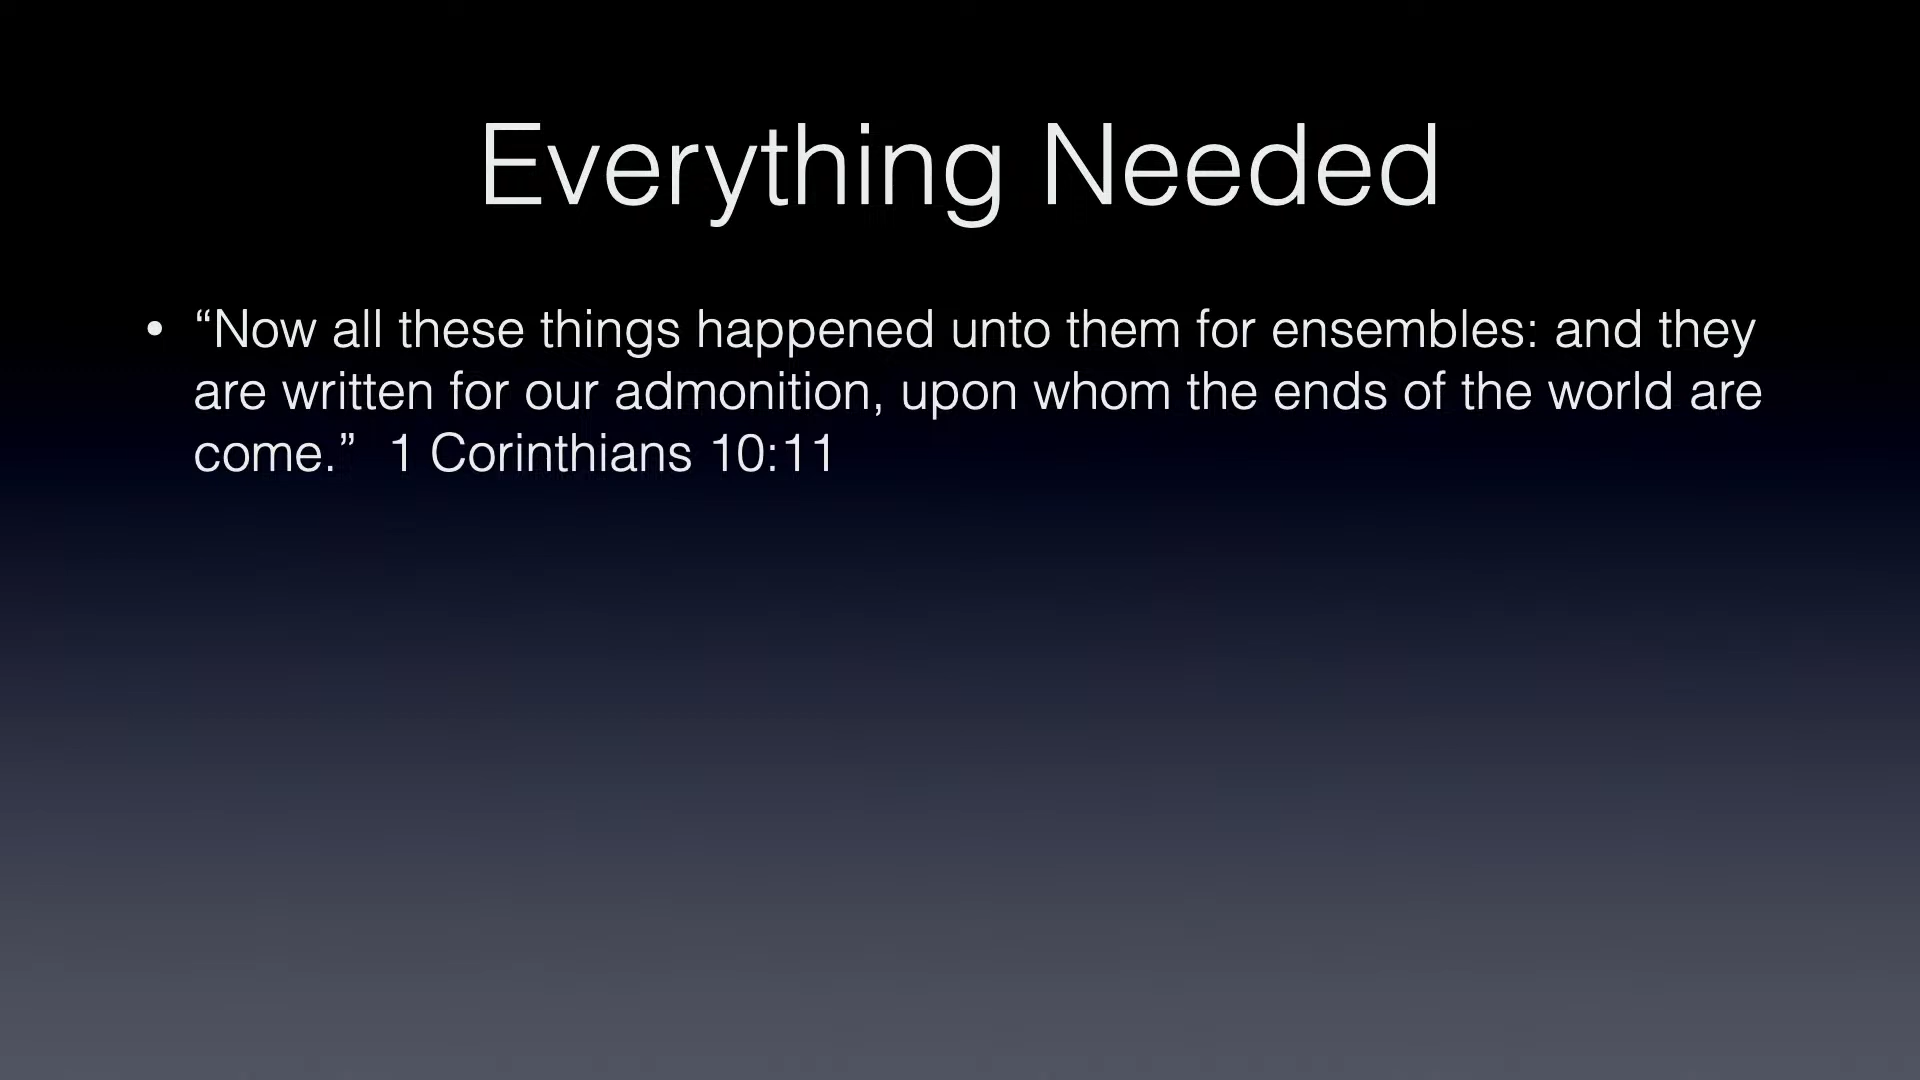 Everything Needed
• “Now all these things happened unto them for ensembles: and they
are written for our admonition, upon whom the ends of the world are
come.”  1 Corinthians 10:11